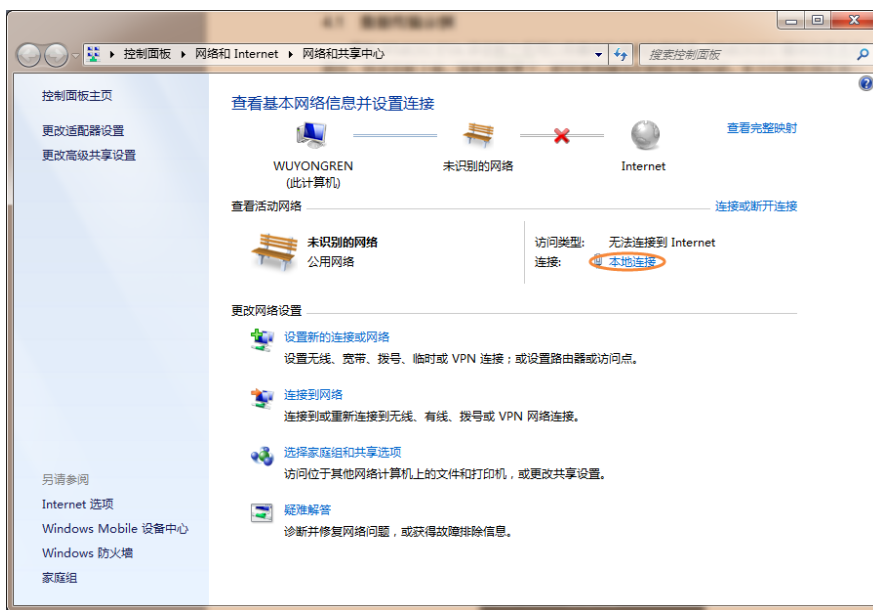 控制面板 ▸ 网络和 Internet ▸ 网络和共享中心
搜索控制面板
控制面板主页
更改适配器设置
更改高级共享设置
查看基本网络信息并设置连接
查看完整映射
WUYONGREN
(此计算机)
未识别的网络
Internet
查看活动网络
连接或断开连接
未识别的网络
公用网络
访问类型: 无法连接到 Internet
连接: 本地连接
更改网络设置
设置新的连接或网络
设置无线、宽带、拨号、临时或 VPN 连接；或设置路由器或访问点。
连接到网络
连接到或重新连接到无线、有线、拨号或 VPN 网络连接。
选择家庭组和共享选项
访问位于其他网络计算机上的文件和打印机，或更改共享设置。
疑难解答
诊断并修复网络问题，或获得故障排除信息。
另请参阅
Internet 选项
Windows Mobile 设备中心
Windows 防火墙
家庭组